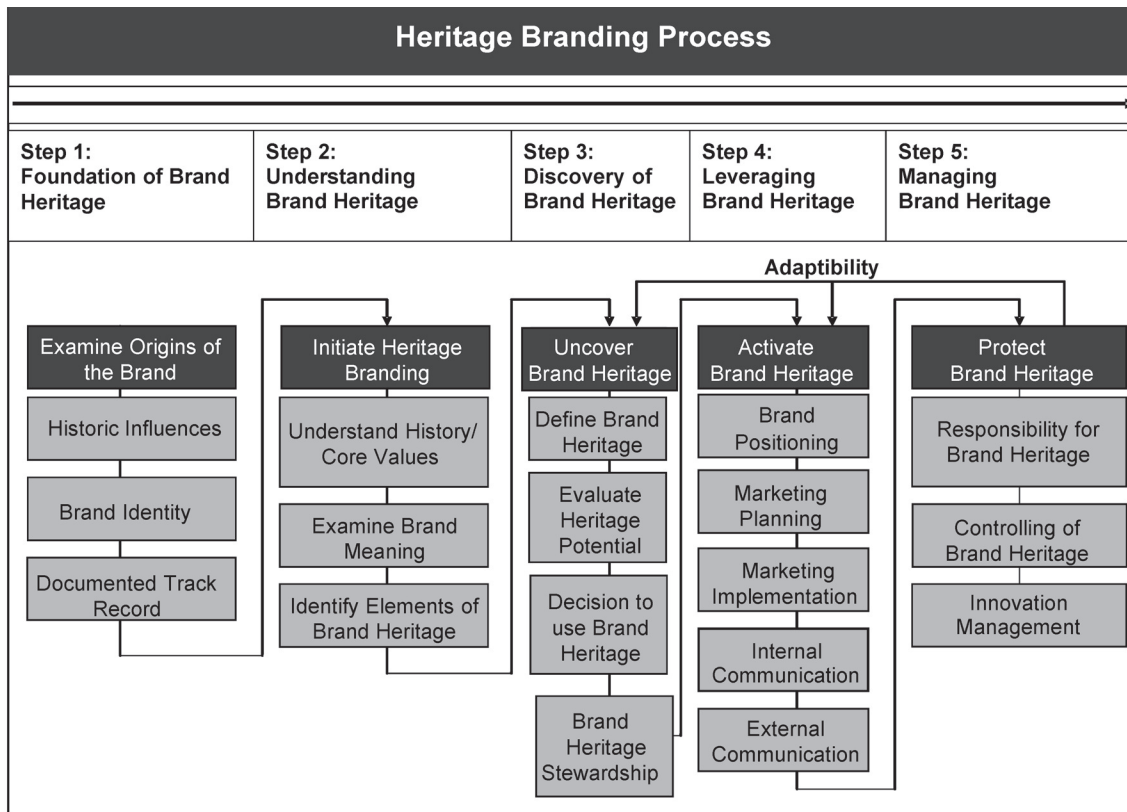 Heritage Branding Process
Step 1:
Foundation of Brand
Heritage
Step 2:
Understanding
Brand Heritage
Step 3:
Discovery of
Brand Heritage
Step 4:
Leveraging
Brand Heritage
Step 5:
Managing
Brand Heritage
Adaptibility
Examine Origins of
the Brand
Historic Influences
Brand Identity
Documented Track
Record
Initiate Heritage
Branding
Understand History/
Core Values
Examine Brand
Meaning
Identify Elements of
Brand Heritage
Uncover
Brand Heritage
Define Brand
Heritage
Evaluate
Heritage
Potential
Decision to
use Brand
Heritage
Brand
Heritage
Stewardship
Activate
Brand Heritage
Brand
Positioning
Marketing
Planning
Marketing
Implementation
Internal
Communication
External
Communication
Protect
Brand Heritage
Responsibility for
Brand Heritage
Controlling of
Brand Heritage
Innovation
Management